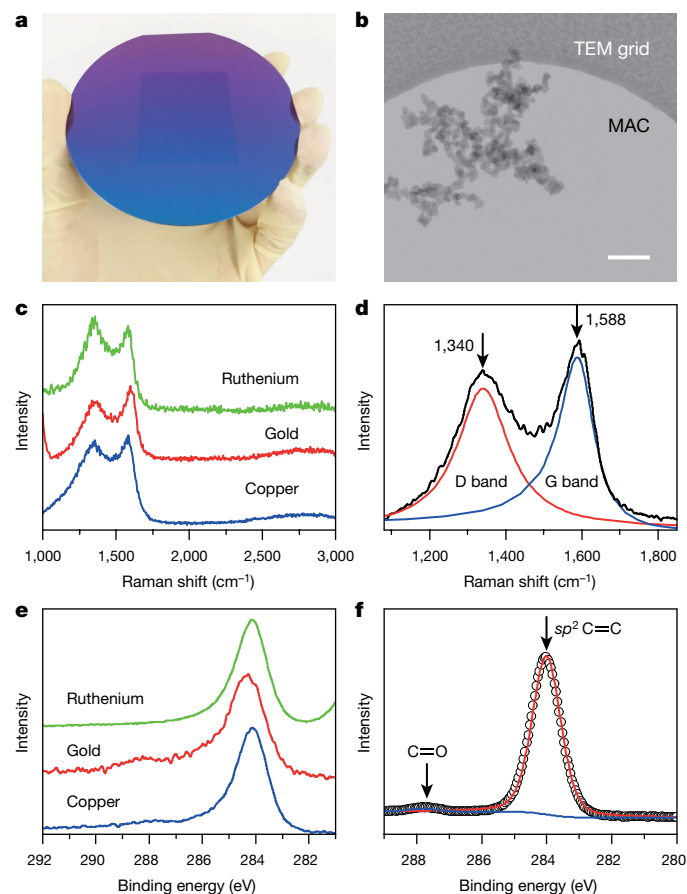 a
b
TEM grid
MAC
c
Ruthenium
Gold
Copper
Intensity
1,000 1,500 2,000 2,500 3,000
Raman shift (cm⁻¹)
d
1,588
1,340
D band
G band
Intensity
1,200 1,400 1,600 1,800
Raman shift (cm⁻¹)
e
Ruthenium
Gold
Copper
Intensity
292 290 288 286 284 282
Binding energy (eV)
f
sp² C=C
C=O
Intensity
288 286 284 282 280
Binding energy (eV)